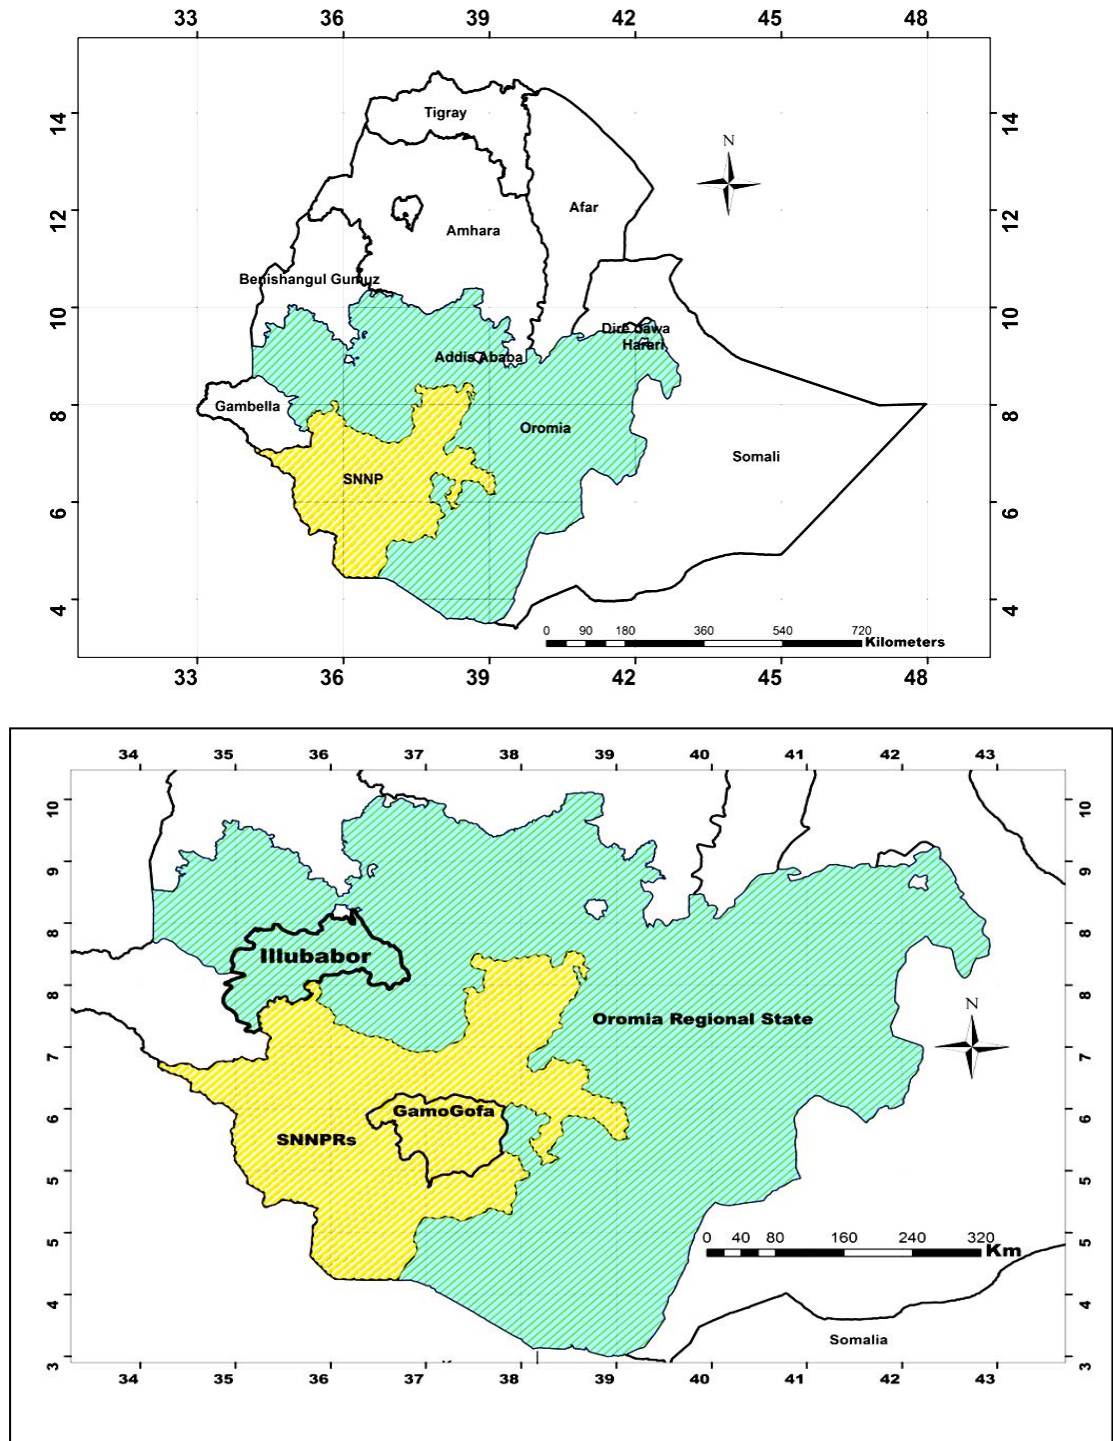 33 36 39 42 45 48
N
14 14
Tigray
12 12
Afar
Amhara
Benishangul Gumuz
10 10
Dire dawa
Harari
Addis Ababa
8 8
Gambella
Oromia
Somali
SNNP
6 6
4 4
0 90 180 360 540 720
Kilometers
33 36 39 42 45 48
34 35 36 37 38 39 40 41 42 43
10 10
9 9
8 8
Illubabor
8 8
N
Oromia Regional State
7 7
6 6
GamoGofa
SNNPRs
5 5
5 5
0 40 80 160 240 320
Km
4 4
Somalia
3 3
34 35 36 37 38 39 40 41 42 43